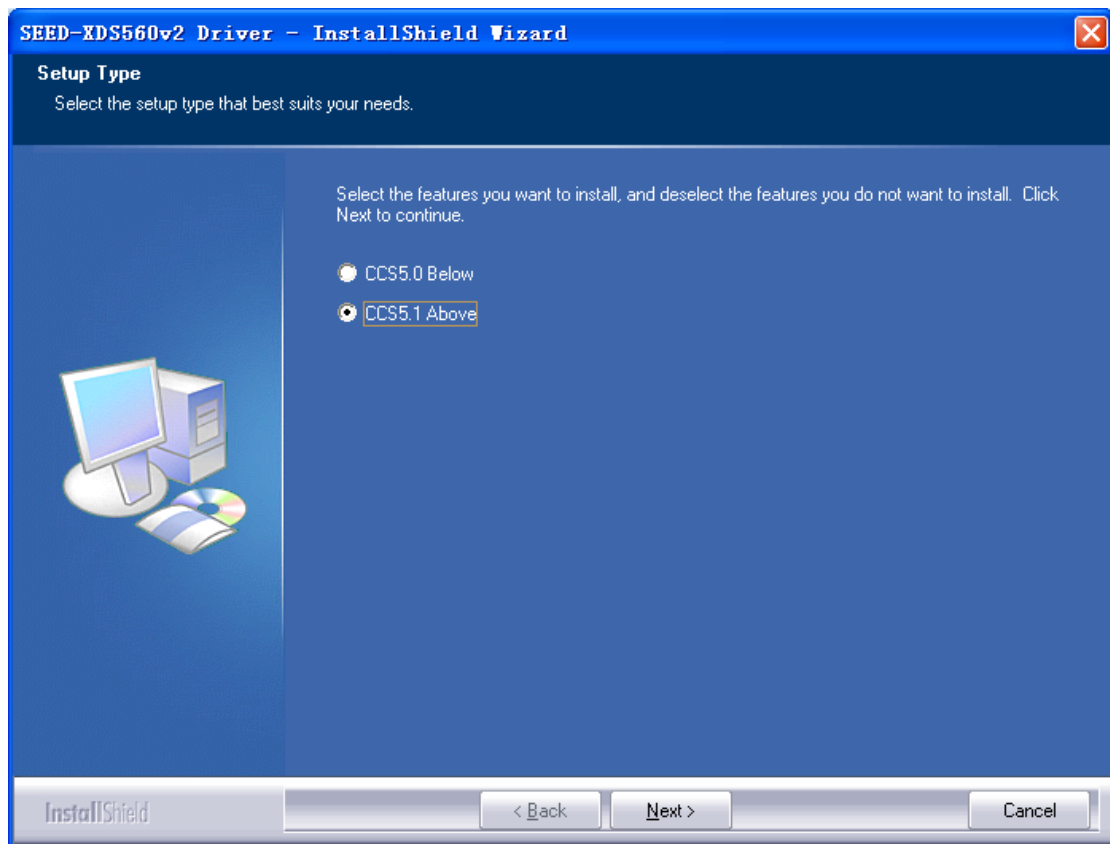 SEED-XDS560v2 Driver - InstallShield Wizard
Setup Type
Select the setup type that best suits your needs.
Select the features you want to install, and deselect the features you do not want to install. Click
Next to continue.
CCS5.0 Below
CCS5.1 Above
InstallShield
< Back
Next >
Cancel